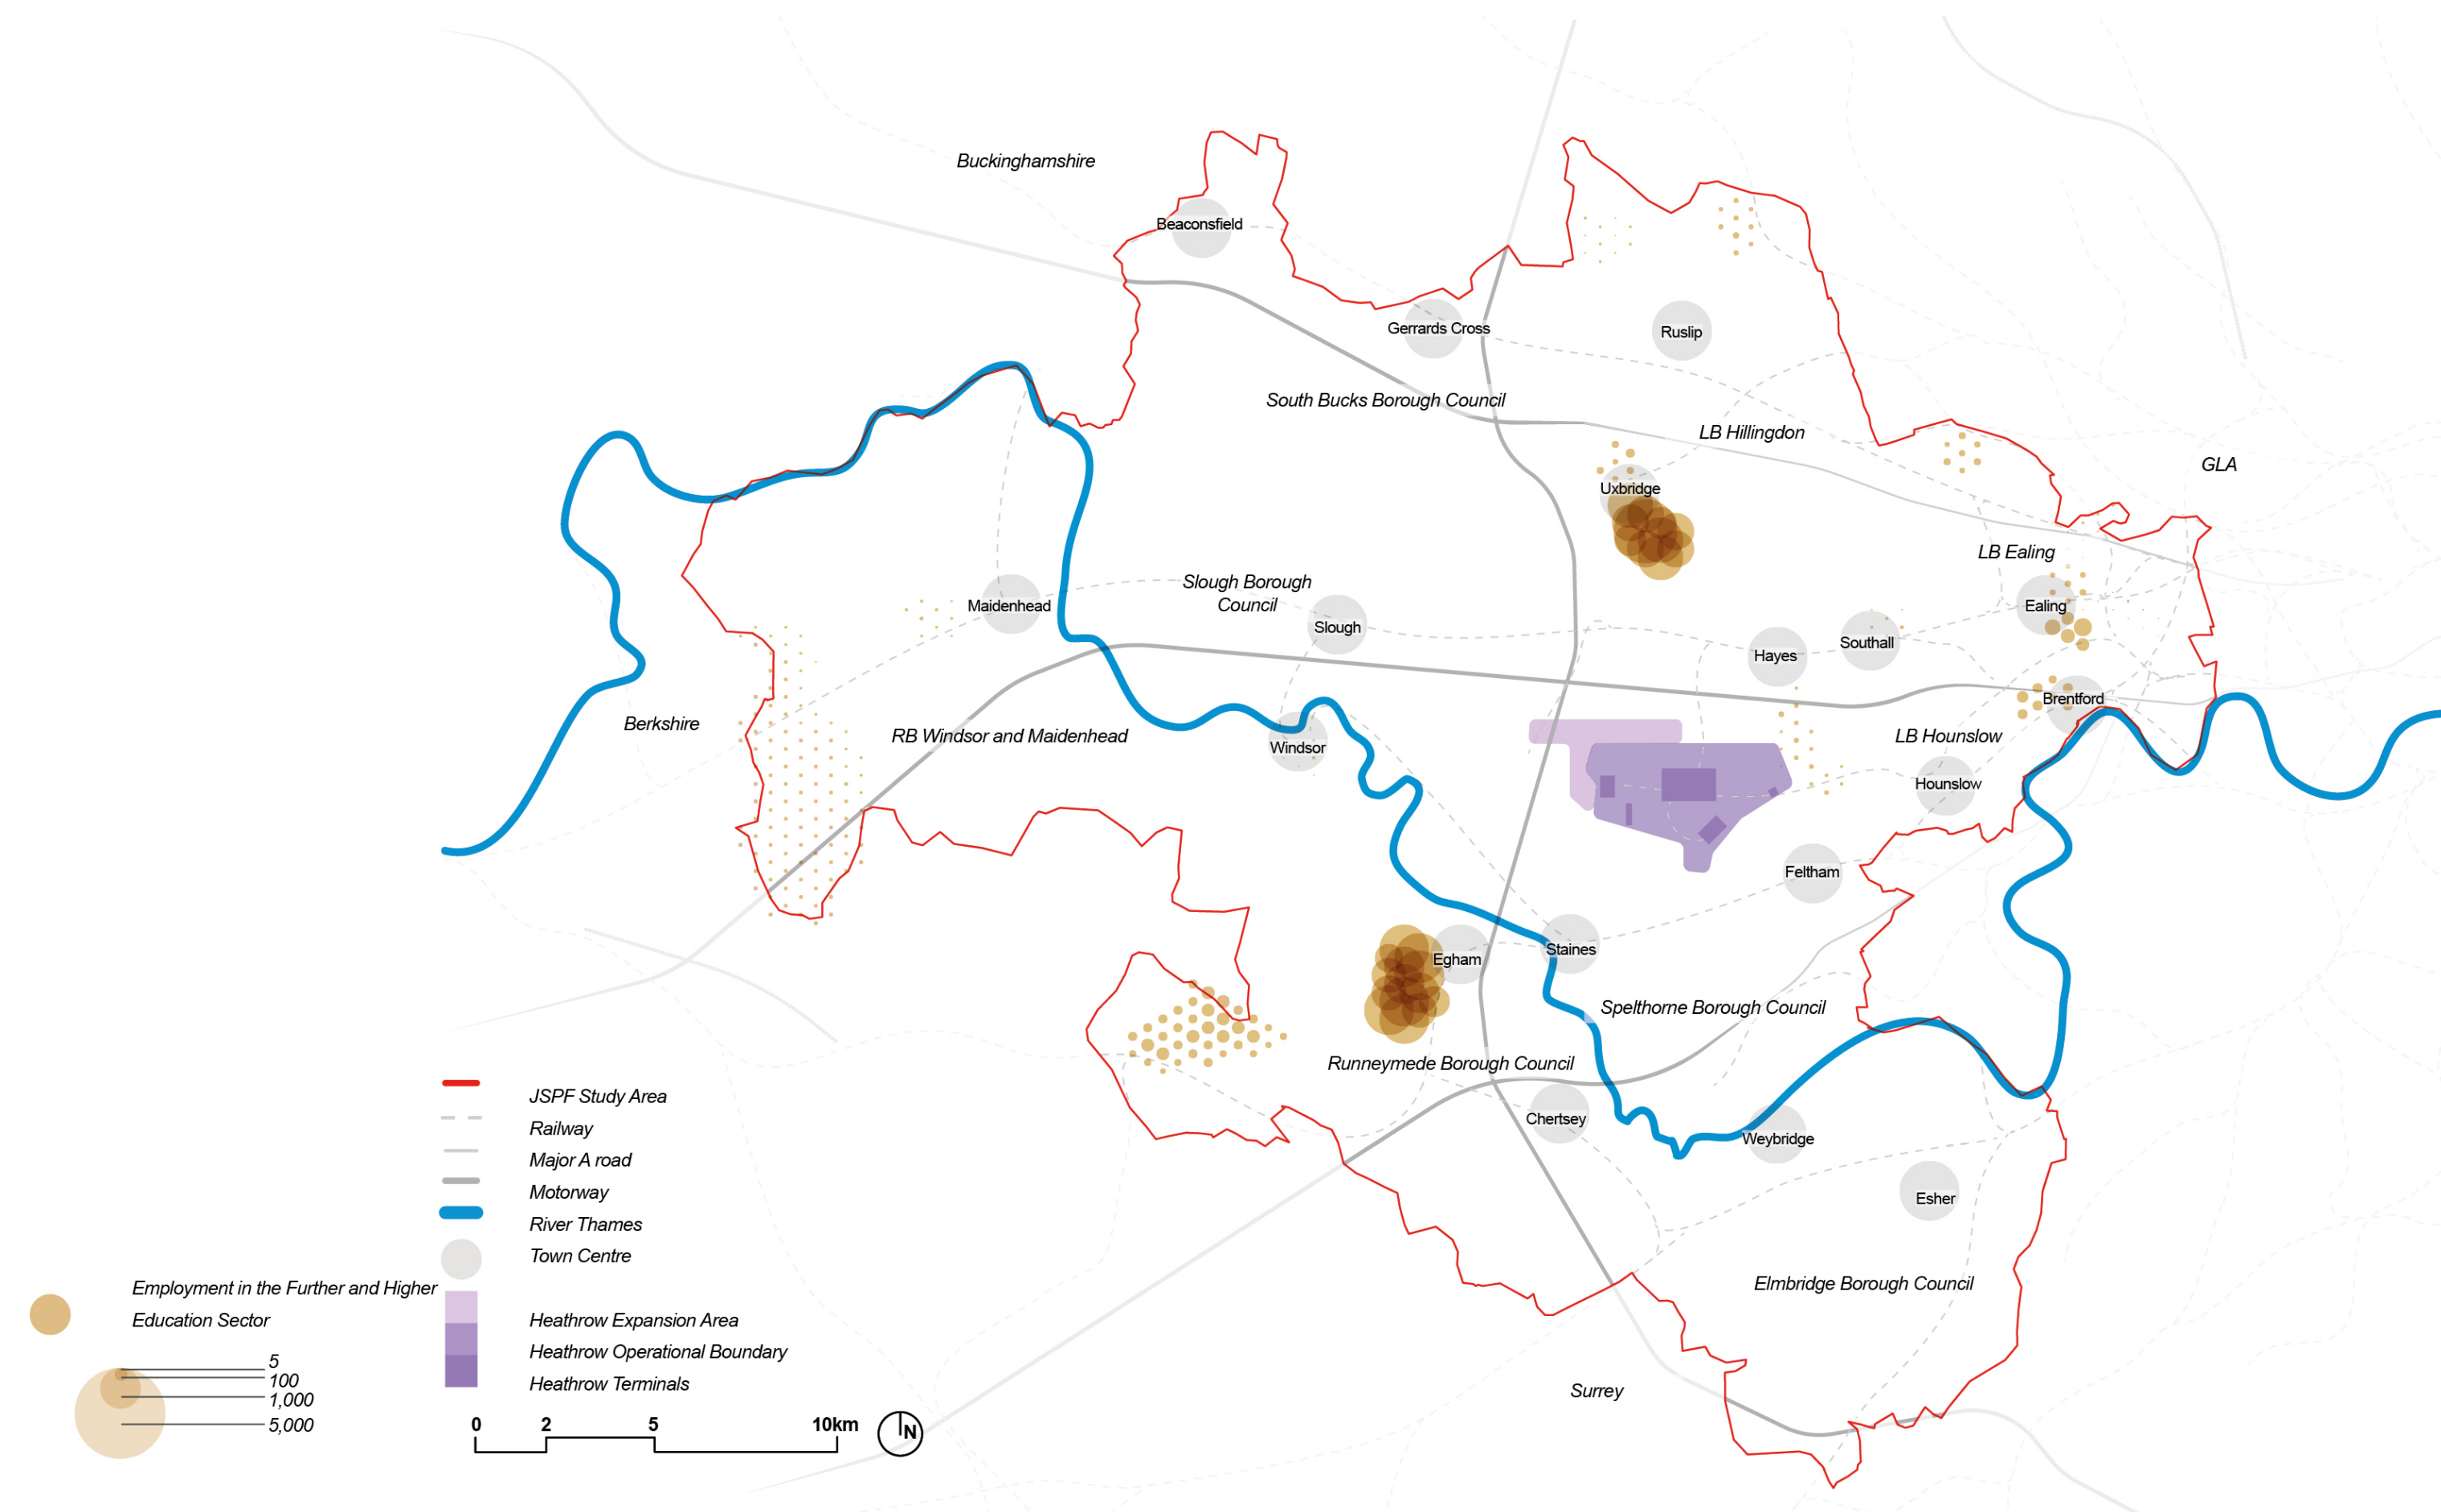 Buckinghamshire
Beaconsfield
Gerrards Cross
Ruslip
South Bucks Borough Council
LB Hillingdon
GLA
Uxbridge
LB Ealing
Slough Borough
Council
Maidenhead
Slough
Ealing
Southall
Hayes
Brentford
Berkshire
RB Windsor and Maidenhead
Windsor
LB Hounslow
Hounslow
Feltham
Egham
Staines
Spelthorne Borough Council
Runneymede Borough Council
Chertsey
Weybridge
Esher
Elmbridge Borough Council
Surrey
JSPF Study Area
Railway
Major A road
Motorway
River Thames
Town Centre
Employment in the Further and Higher
Education Sector
Heathrow Expansion Area
Heathrow Operational Boundary
Heathrow Terminals
5
100
1,000
5,000
0 2 5 10km
N